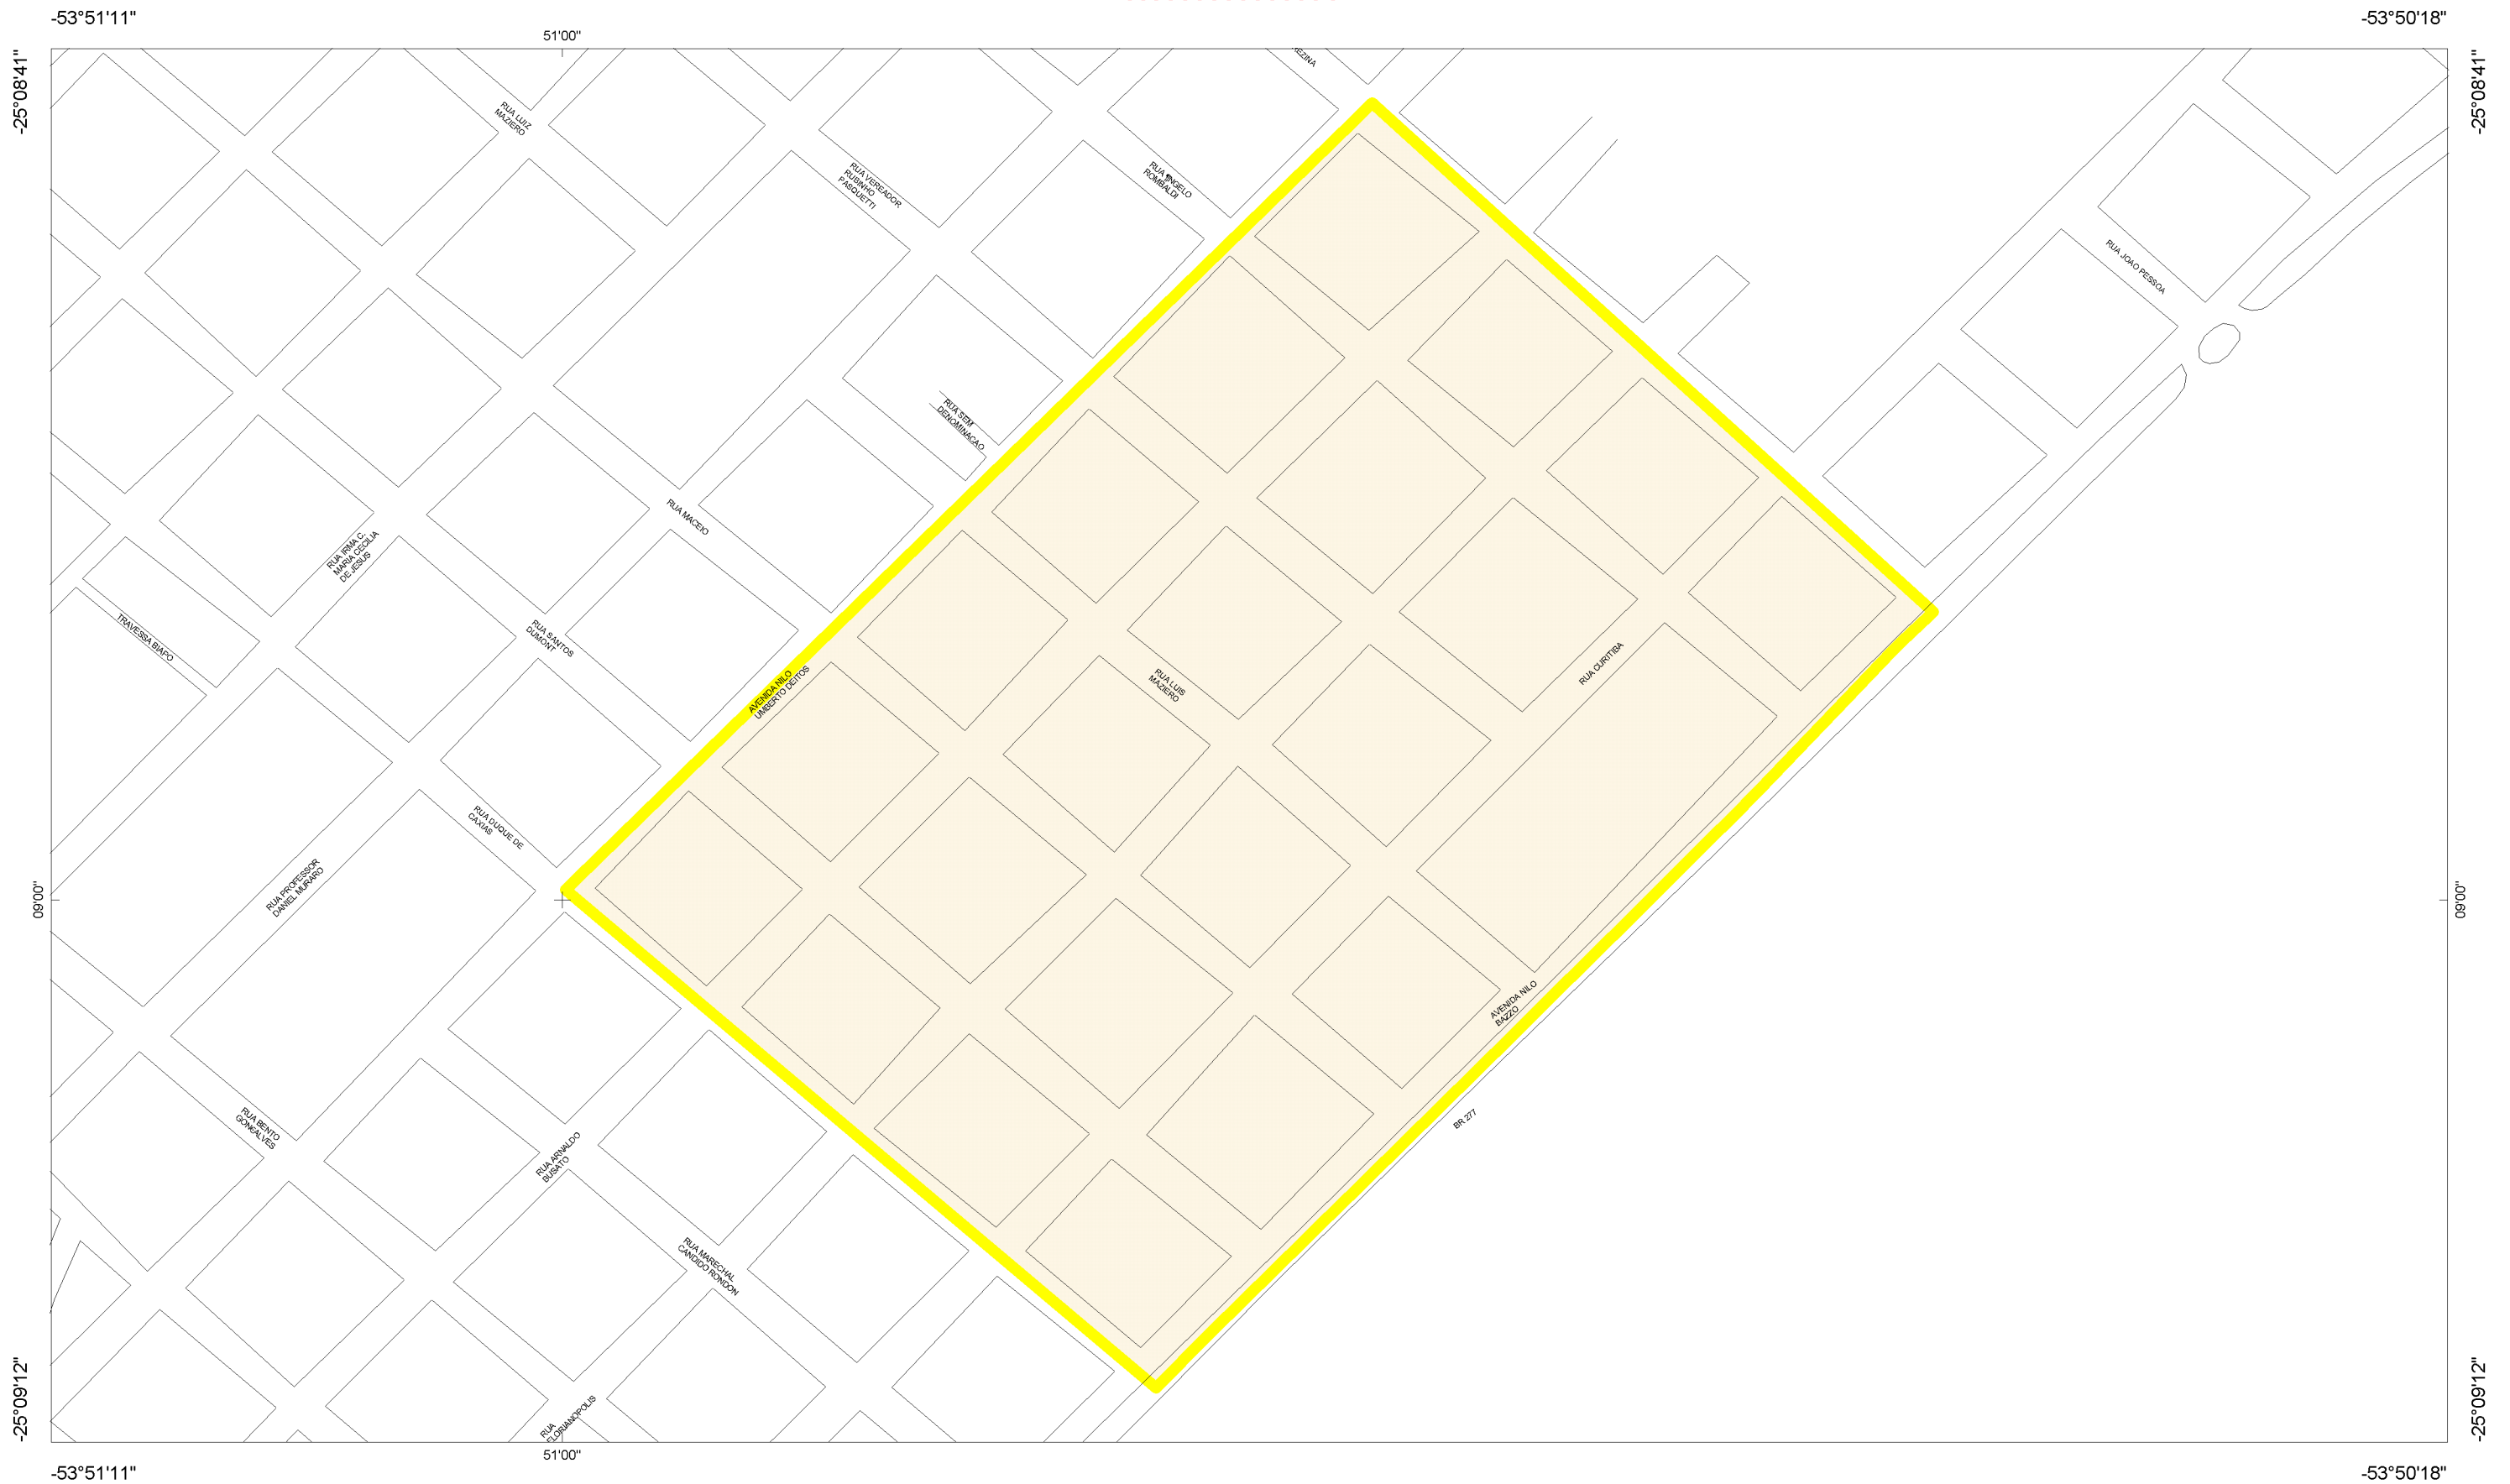 -53°51'11"
-53°50'18"
51'00"
-25°08'41"
-25°08'41"
RUA LUIZ
MAZIERO
RUA VEREADOR
RUBINHO
PASQUETTI
ROMBALDI
RUA JOAO PESSOA
RUA SEM
DENOMINACAO
RUA MACEIO
RUA IRMA C.
MARIA CECILIA
DE JESUS
TRAVESSA BIAPO
RUA SANTOS
DUMONT
AVENIDA NILO
UMBERTO DEITOS
RUA LUIS
MAZIERO
RUA CURITIBA
RUA DUQUE DE
CAXIAS
RUA PROFESSOR
DANIEL MURARO
09'00"
09'00"
AVENIDA NILO
BAZZO
BR 277
RUA BENTO
GONCALVES
RUA ARNALDO
BUSATO
RUA MARECHAL
CANDIDO RONDON
RUA
FLORIANOPOLIS
-25°09'12"
-25°09'12"
51'00"
-53°51'11"
-53°50'18"